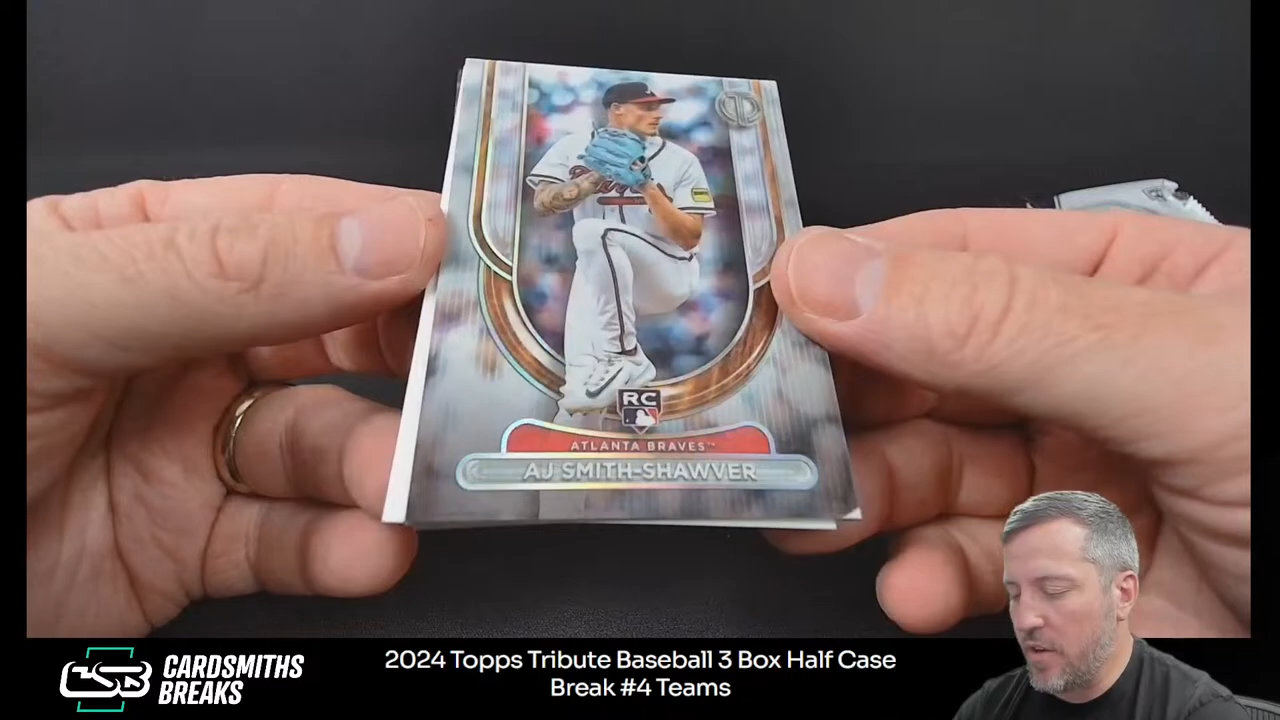 RC
ATLANTA BRAVES™
AJ SMITH-SHAWVER
CSB
CARDSMITHS
BREAKS
2024 Topps Tribute Baseball 3 Box Half Case
Break #4 Teams